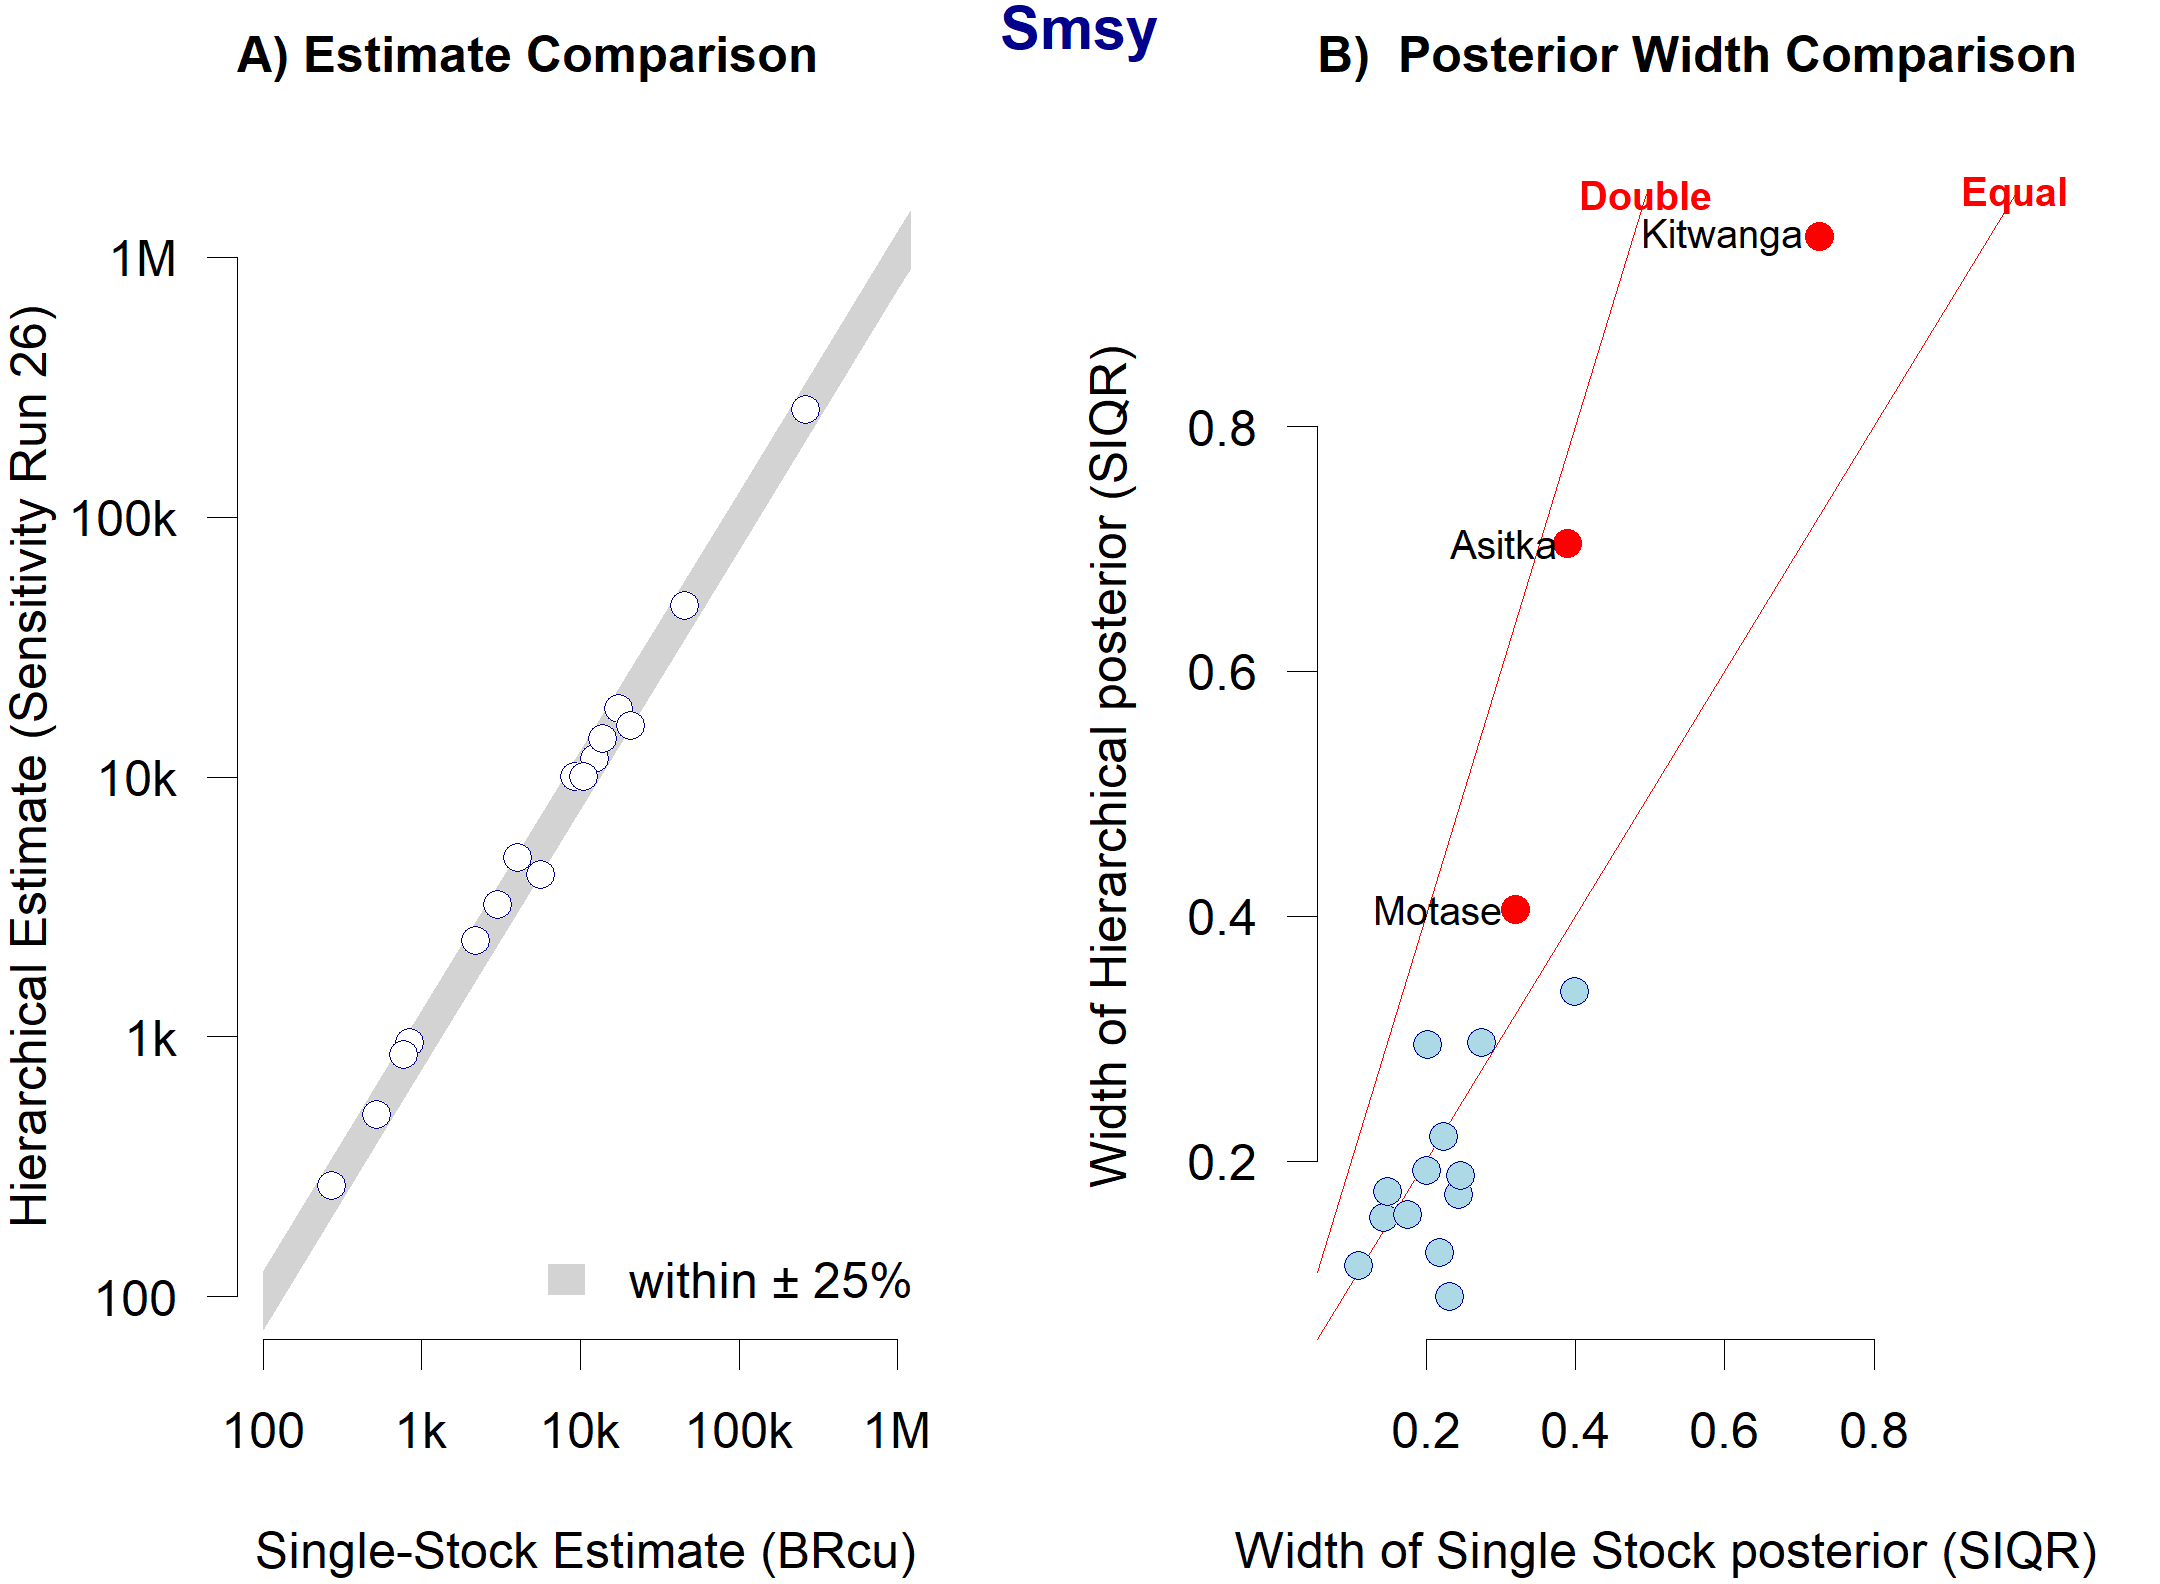 Smsy
A) Estimate Comparison
Hierarchical Estimate (Sensitivity Run 26)
1M
100k
10k
1k
100
within ± 25%
100 1k 10k 100k 1M
Single-Stock Estimate (BRcu)
B) Posterior Width Comparison
Width of Hierarchical posterior (SIQR)
Double
Equal
Kitwanga
Asitka
Motase
0.8
0.6
0.4
0.2
0.2 0.4 0.6 0.8
Width of Single Stock posterior (SIQR)